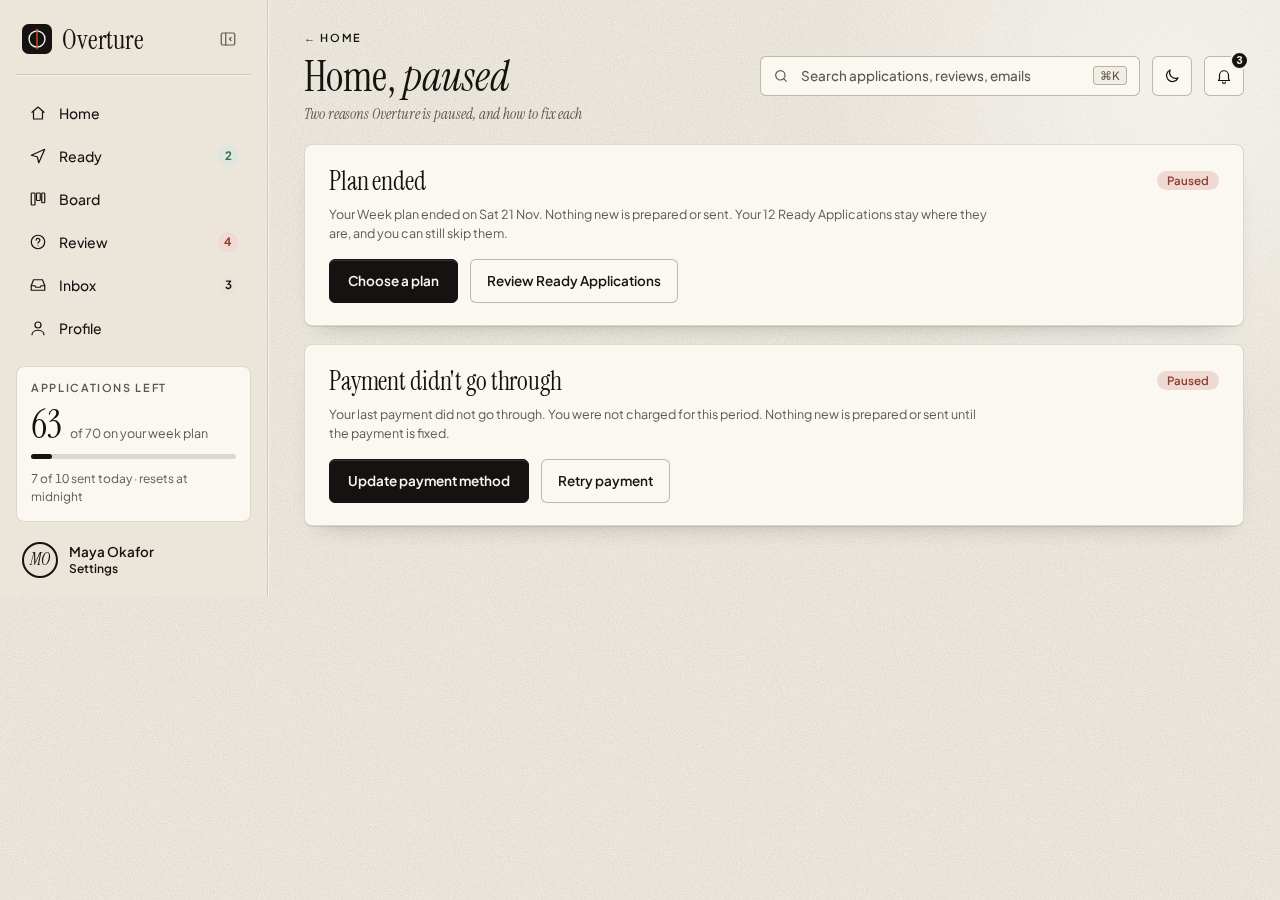 Overture
Home
Ready 2
Board
Review 4
Inbox 3
Profile
APPLICATIONS LEFT
63 of 70 on your week plan
7 of 10 sent today · resets at
midnight
MO
Maya Okafor
Settings
← HOME
Home, paused
Two reasons Overture is paused, and how to fix each
Search applications, reviews, emails ⌘K
3
Plan ended
Paused
Your Week plan ended on Sat 21 Nov. Nothing new is prepared or sent. Your 12 Ready Applications stay where they
are, and you can still skip them.
Choose a plan
Review Ready Applications
Payment didn't go through
Paused
Your last payment did not go through. You were not charged for this period. Nothing new is prepared or sent until
the payment is fixed.
Update payment method
Retry payment